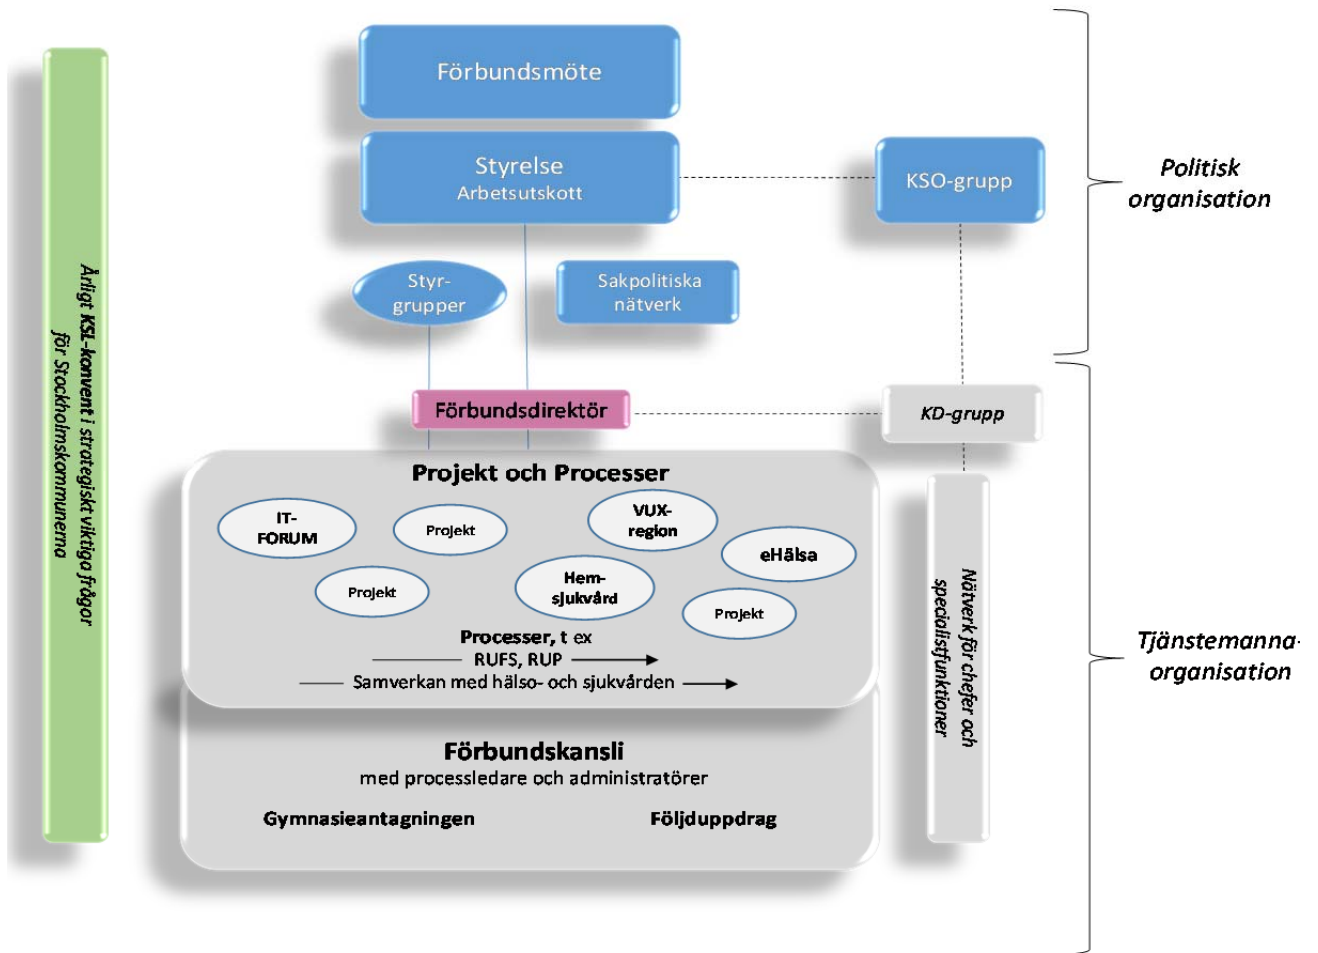 Förbundsmöte
Styrelse
Arbetsutskott
KSO-grupp
Politisk
organisation
Styr-
grupper
Sakpolitiska
nätverk
Årligt KSL-konvent i strategiskt viktiga frågor
för Stockholmskommunerna
Förbundsdirektör
KD-grupp
Projekt och Processer
IT-
FORUM
Projekt
VUX-
region
eHälsa
Projekt
Hem-
sjukvård
Projekt
Processer, t ex
RUFS, RUP
Samverkan med hälso- och sjukvården
Nätverk för chefer och
specialistfunktioner
Tjänstemanna-
organisation
Förbundskansli
med processledare och administratörer
Gymnasieantagningen
Följduppdrag